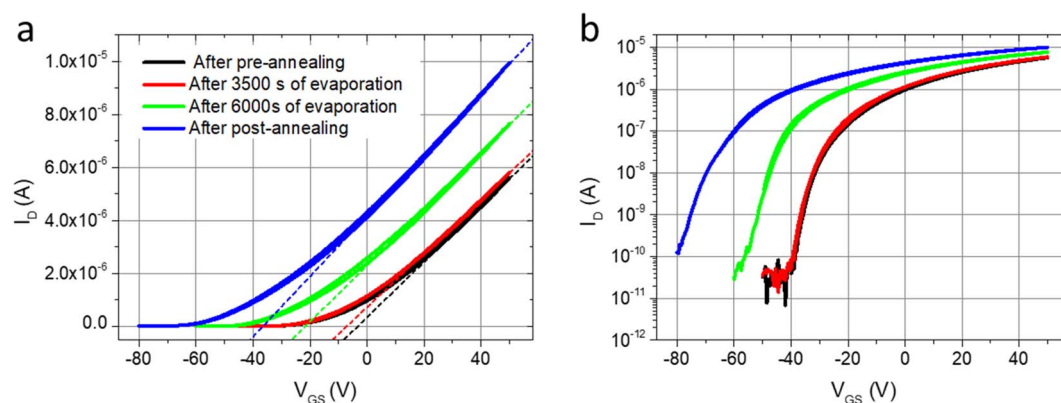 a
I_D (A)
1.0x10^-5
8.0x10^-6
6.0x10^-6
4.0x10^-6
2.0x10^-6
0.0
After pre-annealing
After 3500 s of evaporation
After 6000s of evaporation
After post-annealing
-80 -60 -40 -20 0 20 40
V_GS (V)
b
I_D (A)
10^-5
10^-6
10^-7
10^-8
10^-9
10^-10
10^-11
10^-12
-80 -60 -40 -20 0 20 40
V_GS (V)